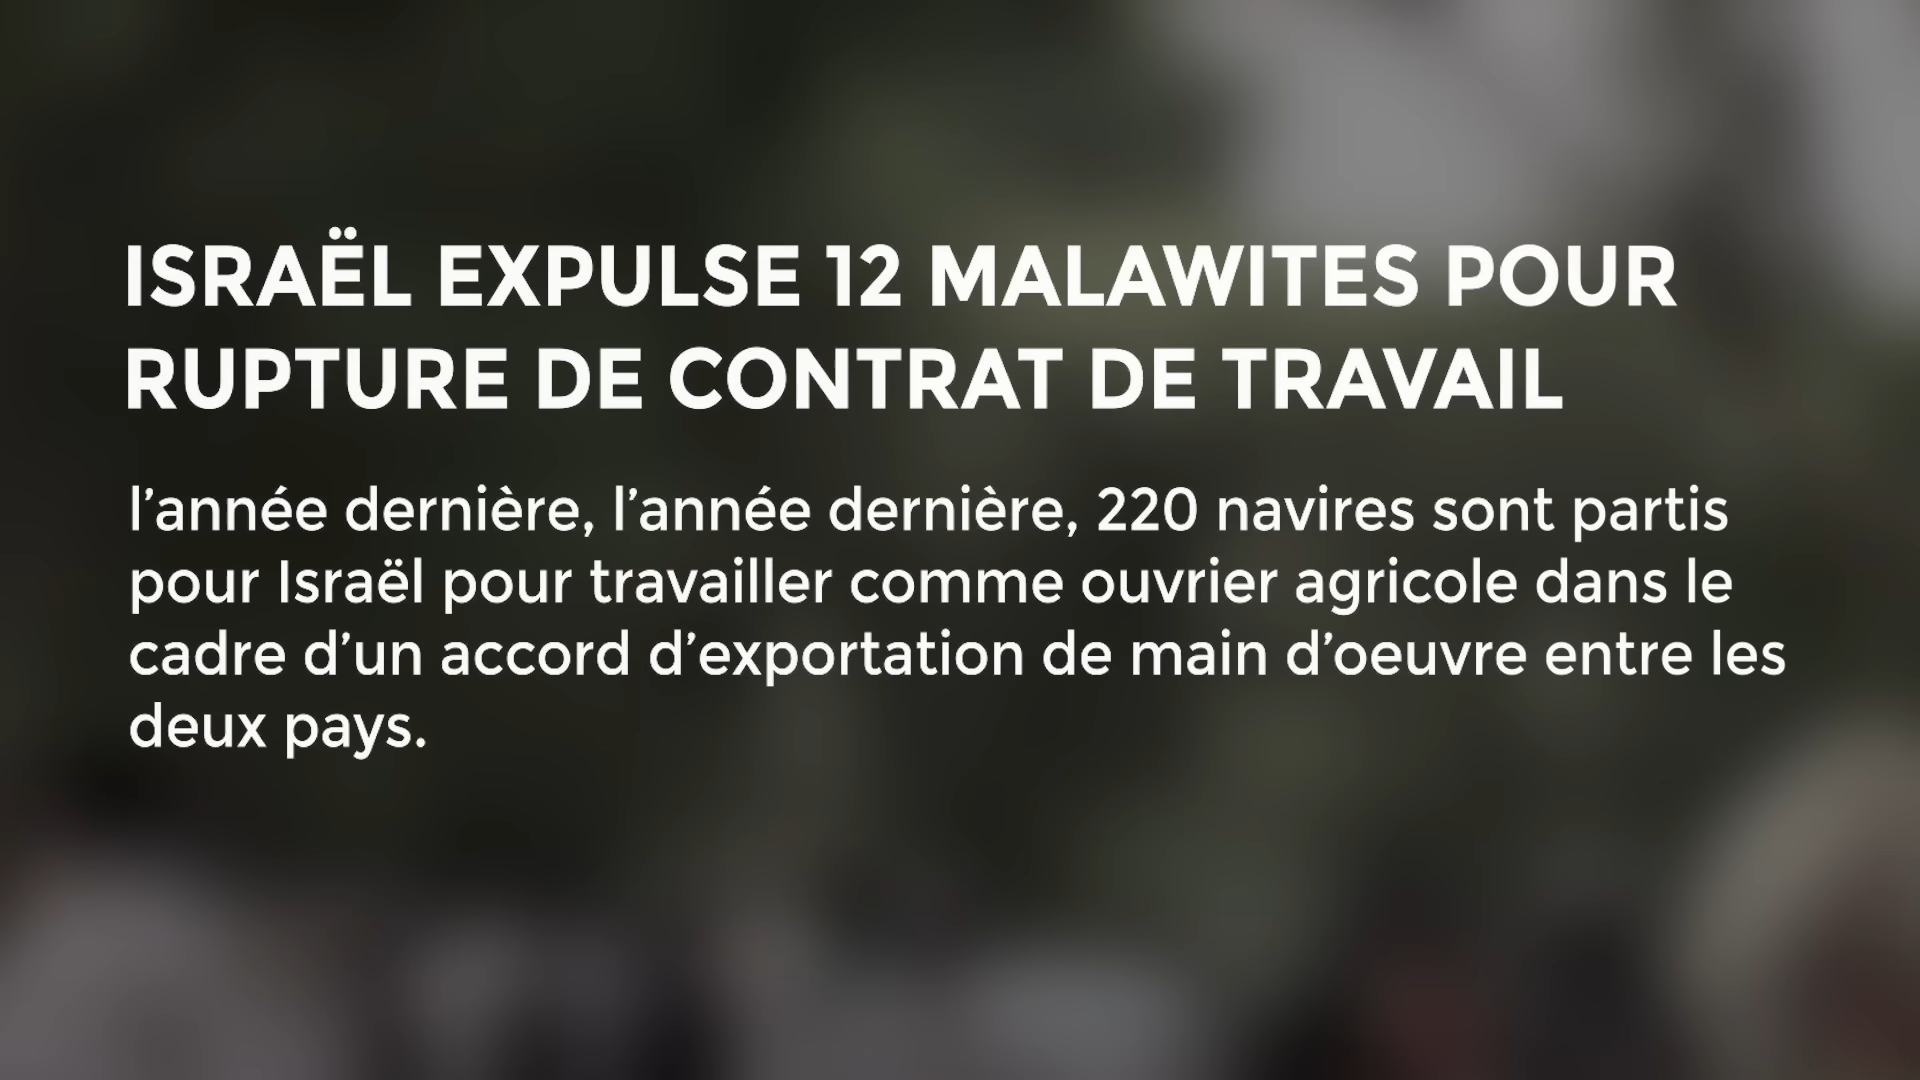 ISRAËL EXPULSE 12 MALAWITES POUR
RUPTURE DE CONTRAT DE TRAVAIL
l’année dernière, l’année dernière, 220 navires sont partis
pour Israël pour travailler comme ouvrier agricole dans le
cadre d’un accord d’exportation de main d’oeuvre entre les
deux pays.